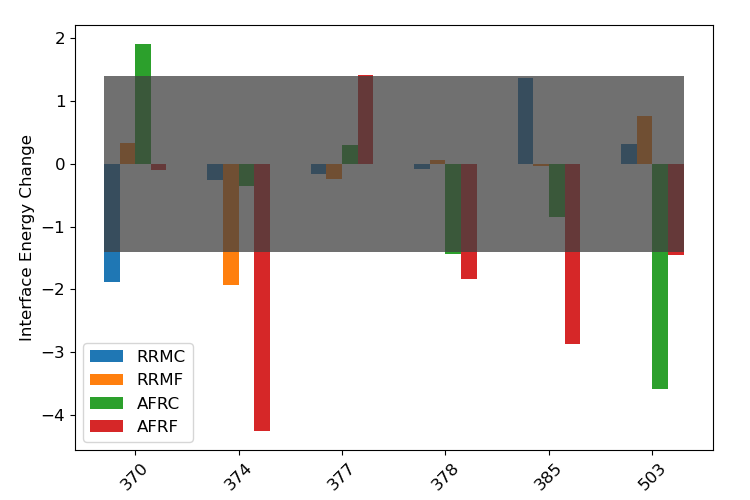 2
1
0
−1
−2
−3
−4
Interface Energy Change
RRMC
RRMF
AFRC
AFRF
370
374
377
378
385
503